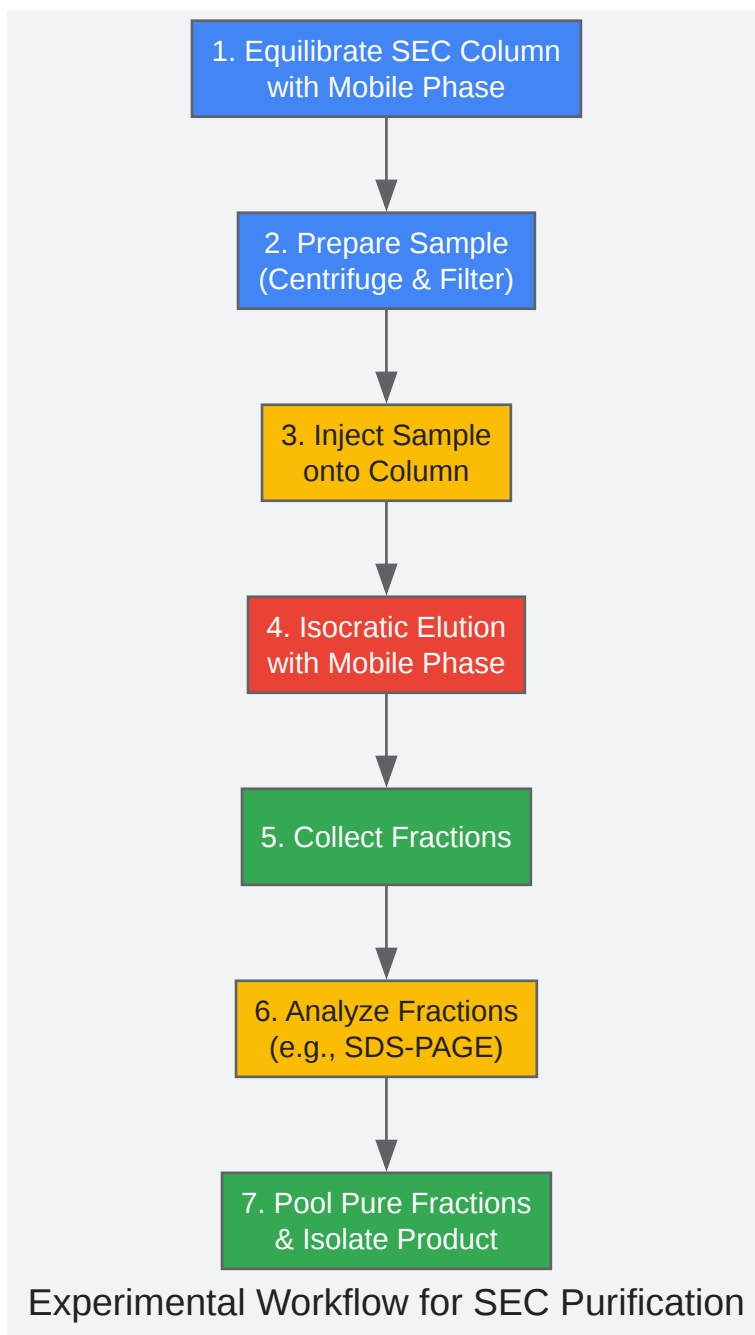 1. Equilibrate SEC Column
with Mobile Phase
2. Prepare Sample
(Centrifuge & Filter)
3. Inject Sample
onto Column
4. Isocratic Elution
with Mobile Phase
5. Collect Fractions
6. Analyze Fractions
(e.g., SDS-PAGE)
7. Pool Pure Fractions
& Isolate Product
Experimental Workflow for SEC Purification